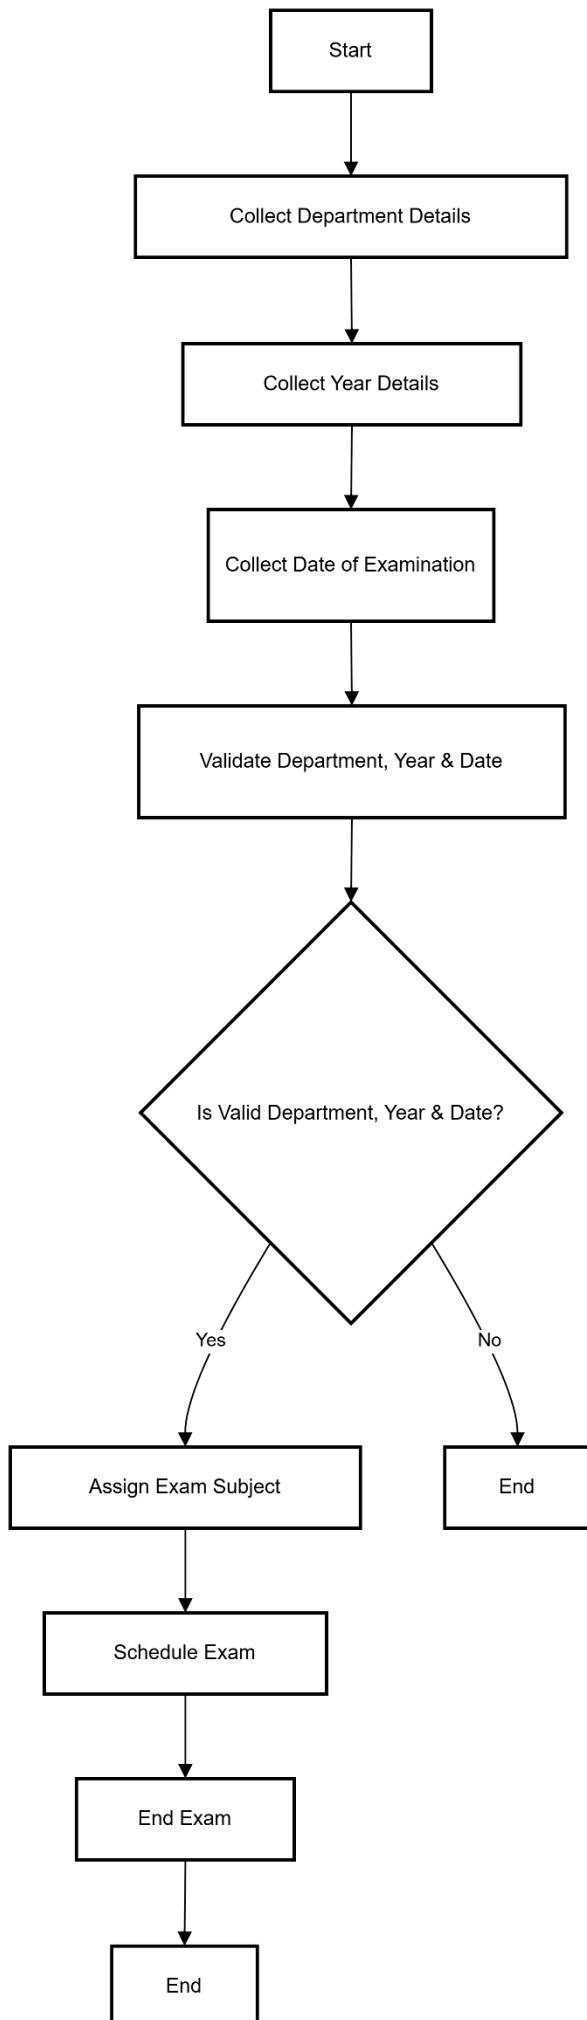 Start
Collect Department Details
Collect Year Details
Collect Date of Examination
Validate Department, Year & Date
Is Valid Department, Year & Date?
Yes
No
Assign Exam Subject
End
Schedule Exam
End Exam
End